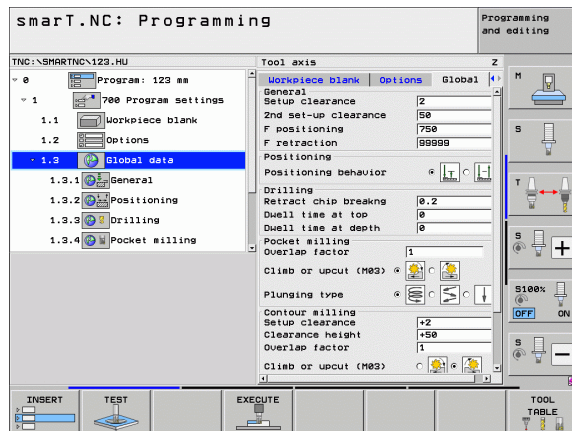 smarT.NC: Programming
Programming and editing
TNC:\SMARTNC\123.HU
Tool axis Z
0 Program: 123 mm
1 700 Program settings
1.1 Workpiece blank
1.2 Options
1.3 Global data
1.3.1 General
1.3.2 Positioning
1.3.3 Drilling
1.3.4 Pocket milling
Workpiece blank Options Global
General
Setup clearance 2
2nd set-up clearance 50
F positioning 750
F retraction 99999
Positioning
Positioning behavior
Drilling
Retract chip breakng 0.2
Dwell time at top 0
Dwell time at depth 0
Pocket milling
Overlap factor 1
Climb or upcut (M03)
Plunging type
Contour milling
Setup clearance +2
Clearance height +50
Overlap factor 1
Climb or upcut (M03)
M
S
T
S
S100%
OFF ON
S
INSERT
TEST
EXECUTE
TOOL
TABLE